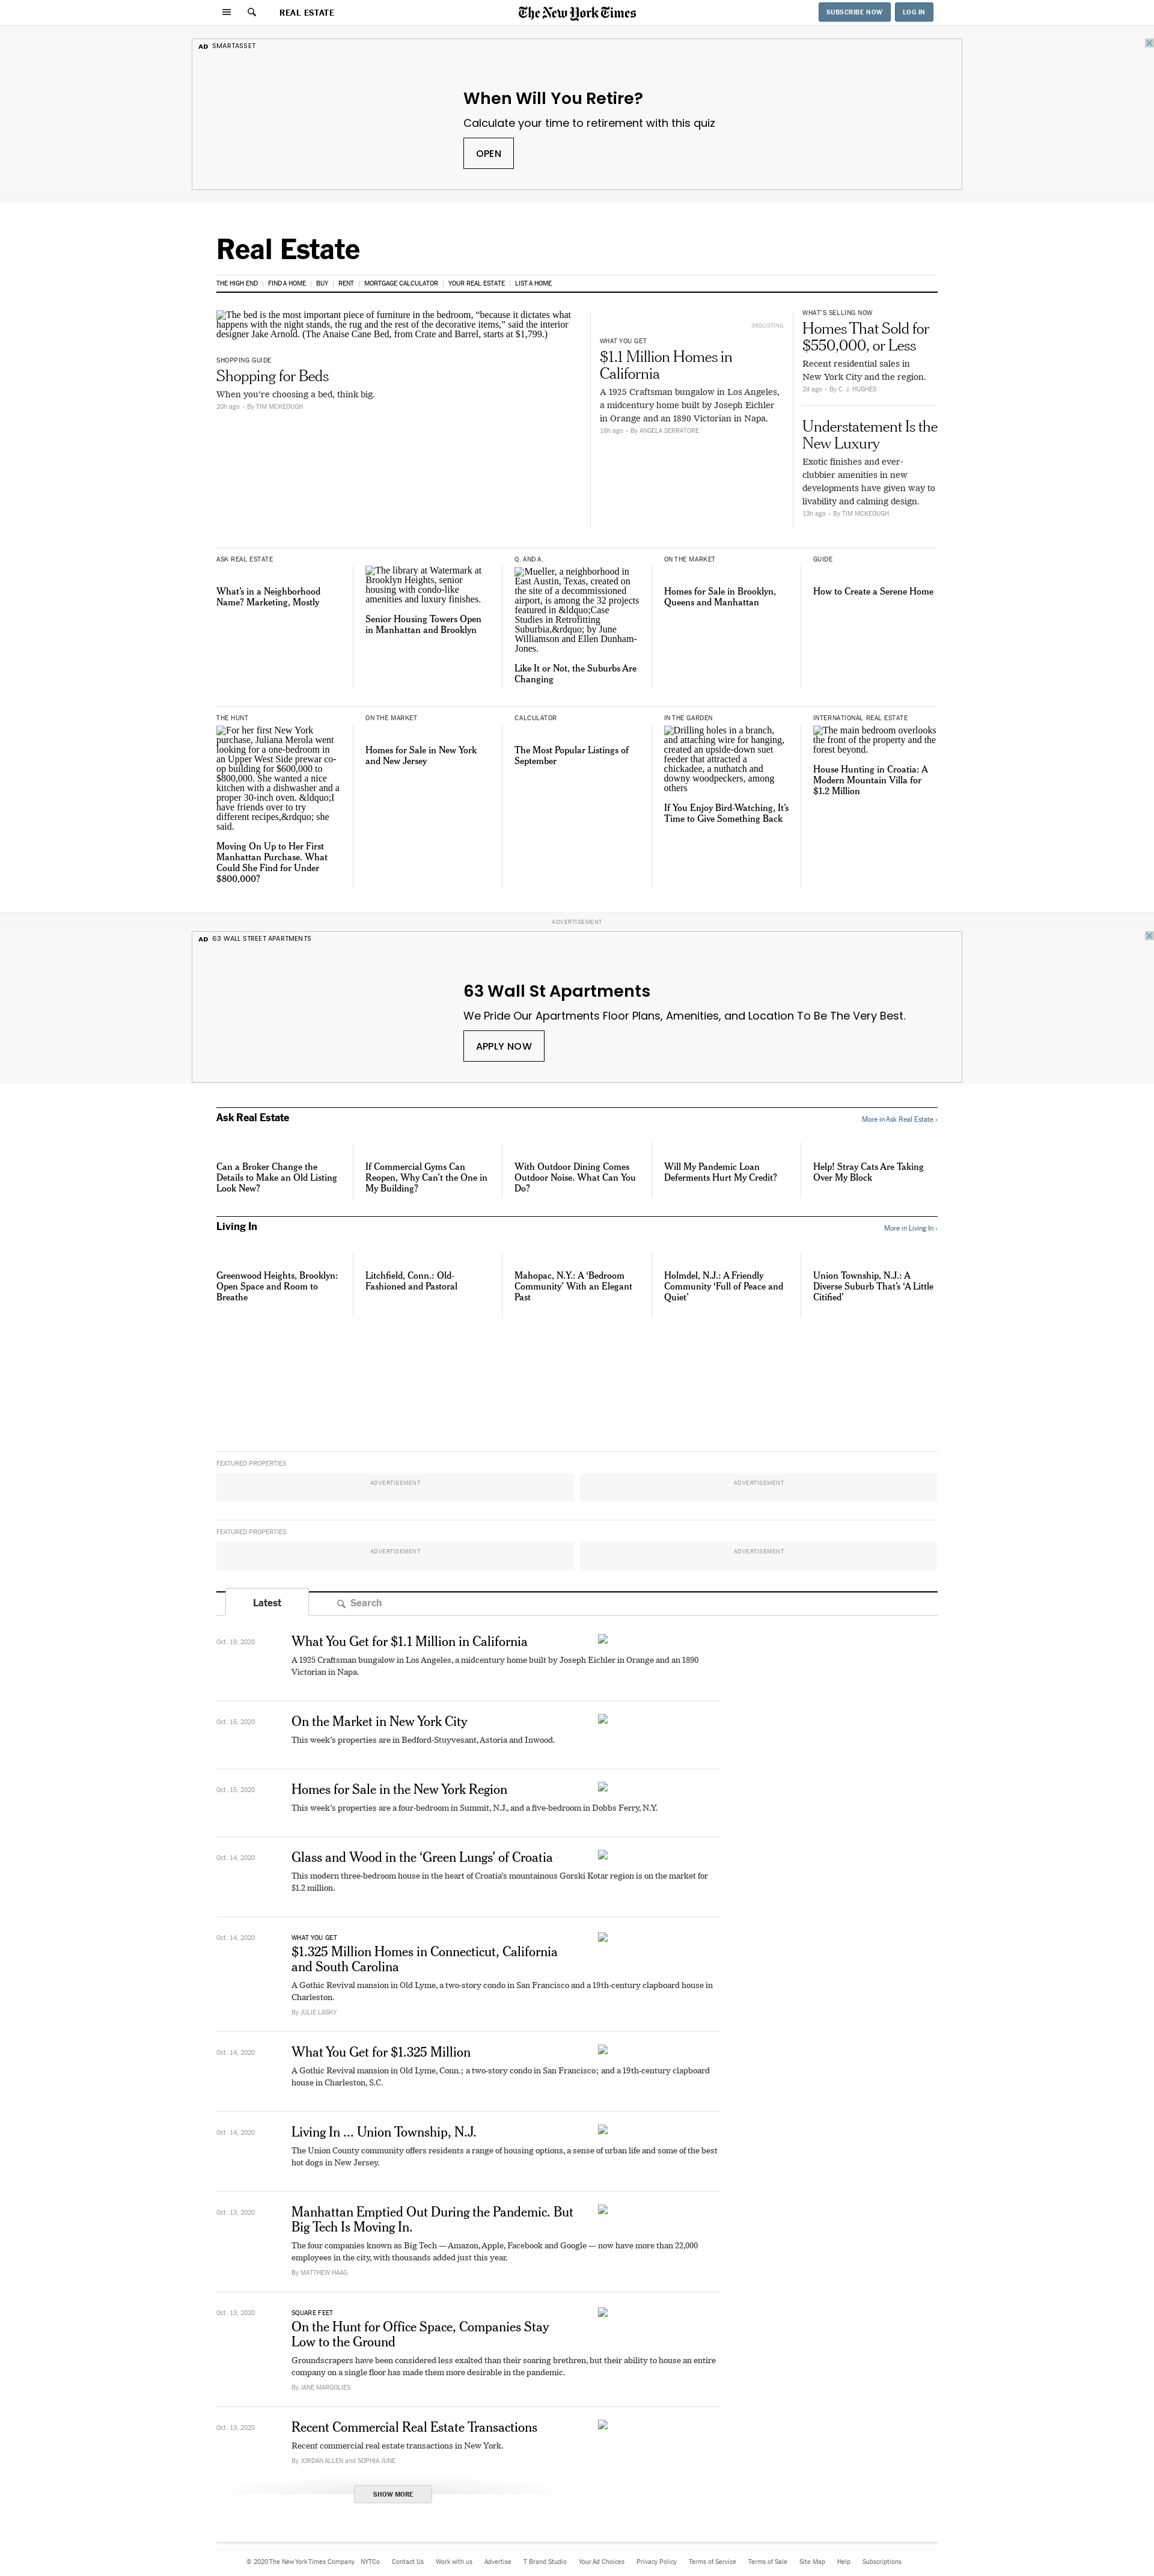 REAL ESTATE
The New York Times
SUBSCRIBE NOW
LOG IN
AD SMARTASSET
When Will You Retire?
Calculate your time to retirement with this quiz
OPEN
Real Estate
THE HIGH END | FIND A HOME | BUY | RENT | MORTGAGE CALCULATOR | YOUR REAL ESTATE | LIST A HOME
The bed is the most important piece of furniture in the bedroom, “because it dictates what
happens with the night stands, the rug and the rest of the decorative items,” said the interior
designer Jake Arnold. (The Anaise Cane Bed, from Crate and Barrel, starts at $1,799.)
SHOPPING GUIDE
Shopping for Beds
When you're choosing a bed, think big.
20h ago • By TIM MCKEOUGH
360LISTING
WHAT YOU GET
$1.1 Million Homes in
California
A 1925 Craftsman bungalow in Los Angeles,
a midcentury home built by Joseph Eichler
in Orange and an 1890 Victorian in Napa.
16h ago • By ANGELA SERRATORE
WHAT'S SELLING NOW
Homes That Sold for
$550,000, or Less
Recent residential sales in
New York City and the region.
2d ago • By C. J. HUGHES
Understatement Is the
New Luxury
Exotic finishes and ever-
clubbier amenities in new
developments have given way to
livability and calming design.
13h ago • By TIM MCKEOUGH
ASK REAL ESTATE
What's in a Neighborhood
Name? Marketing, Mostly
The library at Watermark at
Brooklyn Heights, senior
housing with condo-like
amenities and luxury finishes.
Senior Housing Towers Open
in Manhattan and Brooklyn
Q. AND A.
Mueller, a neighborhood in
East Austin, Texas, created on
the site of a decommissioned
airport, is among the 32 projects
featured in &ldquo;Case
Studies in Retrofitting
Suburbia,&rdquo; by June
Williamson and Ellen Dunham-
Jones.
Like It or Not, the Suburbs Are
Changing
ON THE MARKET
Homes for Sale in Brooklyn,
Queens and Manhattan
GUIDE
How to Create a Serene Home
THE HUNT
For her first New York
purchase, Juliana Merola went
looking for a one-bedroom in
an Upper West Side prewar co-
op building for $600,000 to
$800,000. She wanted a nice
kitchen with a dishwasher and a
proper 30-inch oven. &ldquo;I
have friends over to try
different recipes,&rdquo; she
said.
Moving On Up to Her First
Manhattan Purchase. What
Could She Find for Under
$800,000?
ON THE MARKET
Homes for Sale in New York
and New Jersey
CALCULATOR
The Most Popular Listings of
September
IN THE GARDEN
Drilling holes in a branch,
and attaching wire for hanging,
created an upside-down suet
feeder that attracted a
chickadee, a nuthatch and
downy woodpeckers, among
others
If You Enjoy Bird-Watching, It's
Time to Give Something Back
INTERNATIONAL REAL ESTATE
The main bedroom overlooks
the front of the property and the
forest beyond.
House Hunting in Croatia: A
Modern Mountain Villa for
$1.2 Million
ADVERTISEMENT
AD 63 WALL STREET APARTMENTS
63 Wall St Apartments
We Pride Our Apartments Floor Plans, Amenities, and Location To Be The Very Best.
APPLY NOW
Ask Real Estate
More in Ask Real Estate ›
Can a Broker Change the
Details to Make an Old Listing
Look New?
If Commercial Gyms Can
Reopen, Why Can't the One in
My Building?
With Outdoor Dining Comes
Outdoor Noise. What Can You
Do?
Will My Pandemic Loan
Deferments Hurt My Credit?
Help! Stray Cats Are Taking
Over My Block
Living In
More in Living In ›
Greenwood Heights, Brooklyn:
Open Space and Room to
Breathe
Litchfield, Conn.: Old-
Fashioned and Pastoral
Mahopac, N.Y.: A ‘Bedroom
Community’ With an Elegant
Past
Holmdel, N.J.: A Friendly
Community ‘Full of Peace and
Quiet’
Union Township, N.J.: A
Diverse Suburb That's ‘A Little
Citified’
FEATURED PROPERTIES
ADVERTISEMENT
ADVERTISEMENT
FEATURED PROPERTIES
ADVERTISEMENT
ADVERTISEMENT
Latest
Search
Oct. 19, 2020
What You Get for $1.1 Million in California
A 1925 Craftsman bungalow in Los Angeles, a midcentury home built by Joseph Eichler in Orange and an 1890
Victorian in Napa.
Oct. 15, 2020
On the Market in New York City
This week's properties are in Bedford-Stuyvesant, Astoria and Inwood.
Oct. 15, 2020
Homes for Sale in the New York Region
This week's properties are a four-bedroom in Summit, N.J., and a five-bedroom in Dobbs Ferry, N.Y.
Oct. 14, 2020
Glass and Wood in the ‘Green Lungs’ of Croatia
This modern three-bedroom house in the heart of Croatia's mountainous Gorski Kotar region is on the market for
$1.2 million.
Oct. 14, 2020
WHAT YOU GET
$1.325 Million Homes in Connecticut, California
and South Carolina
A Gothic Revival mansion in Old Lyme, a two-story condo in San Francisco and a 19th-century clapboard house in
Charleston.
By JULIE LASKY
Oct. 14, 2020
What You Get for $1.325 Million
A Gothic Revival mansion in Old Lyme, Conn.; a two-story condo in San Francisco; and a 19th-century clapboard
house in Charleston, S.C.
Oct. 14, 2020
Living In ... Union Township, N.J.
The Union County community offers residents a range of housing options, a sense of urban life and some of the best
hot dogs in New Jersey.
Oct. 13, 2020
Manhattan Emptied Out During the Pandemic. But
Big Tech Is Moving In.
The four companies known as Big Tech — Amazon, Apple, Facebook and Google — now have more than 22,000
employees in the city, with thousands added just this year.
By MATTHEW HAAG
Oct. 13, 2020
SQUARE FEET
On the Hunt for Office Space, Companies Stay
Low to the Ground
Groundscrapers have been considered less exalted than their soaring brethren, but their ability to house an entire
company on a single floor has made them more desirable in the pandemic.
By JANE MARGOLIES
Oct. 13, 2020
Recent Commercial Real Estate Transactions
Recent commercial real estate transactions in New York.
By JORDAN ALLEN and SOPHIA JUNE
SHOW MORE
© 2020 The New York Times Company NYTCo Contact Us Work with us Advertise T Brand Studio Your Ad Choices Privacy Policy Terms of Service Terms of Sale Site Map Help Subscriptions